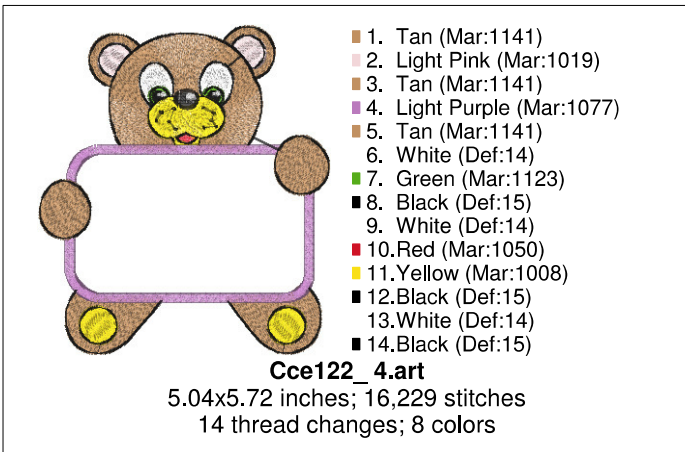 1. Tan (Mar:1141)
2. Light Pink (Mar:1019)
3. Tan (Mar:1141)
4. Light Purple (Mar:1077)
5. Tan (Mar:1141)
6. White (Def:14)
7. Green (Mar:1123)
8. Black (Def:15)
9. White (Def:14)
10.Red (Mar:1050)
11.Yellow (Mar:1008)
12.Black (Def:15)
13.White (Def:14)
14.Black (Def:15)
Cce122_ 4.art
5.04x5.72 inches; 16,229 stitches
14 thread changes; 8 colors